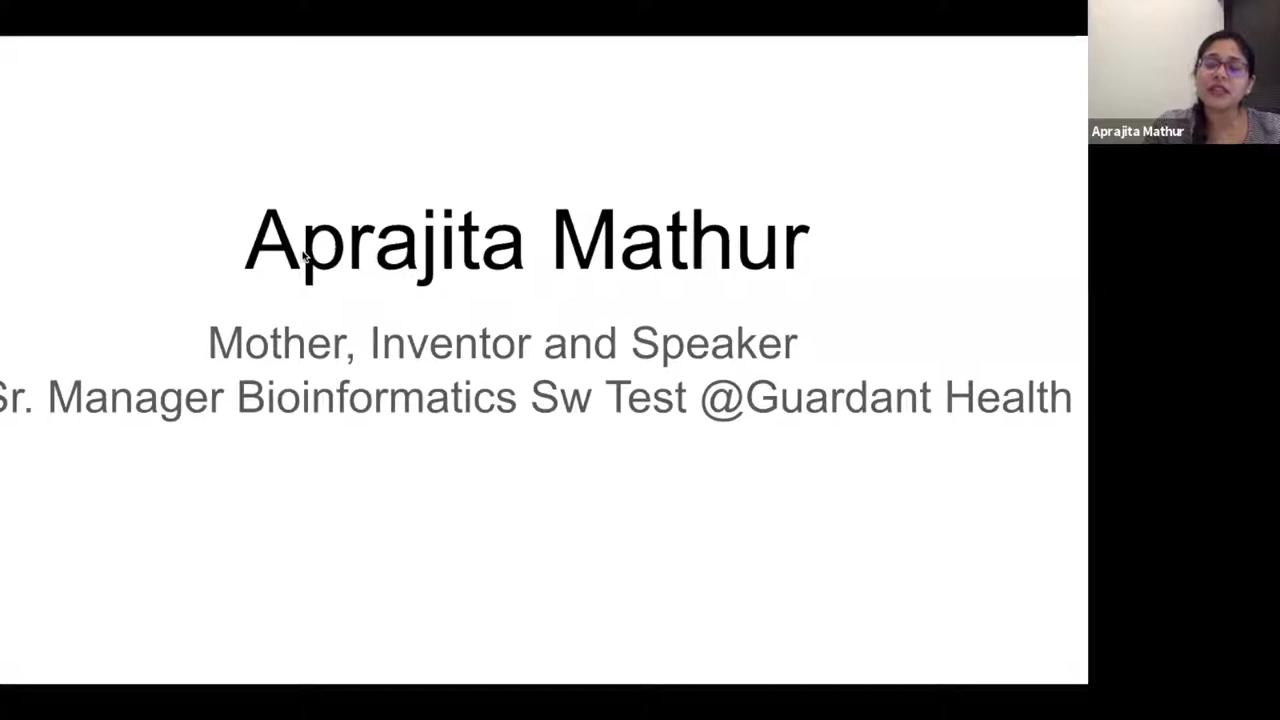 Aprajita Mathur
Mother, Inventor and Speaker
Sr. Manager Bioinformatics Sw Test @Guardant Health
Aprajita Mathur